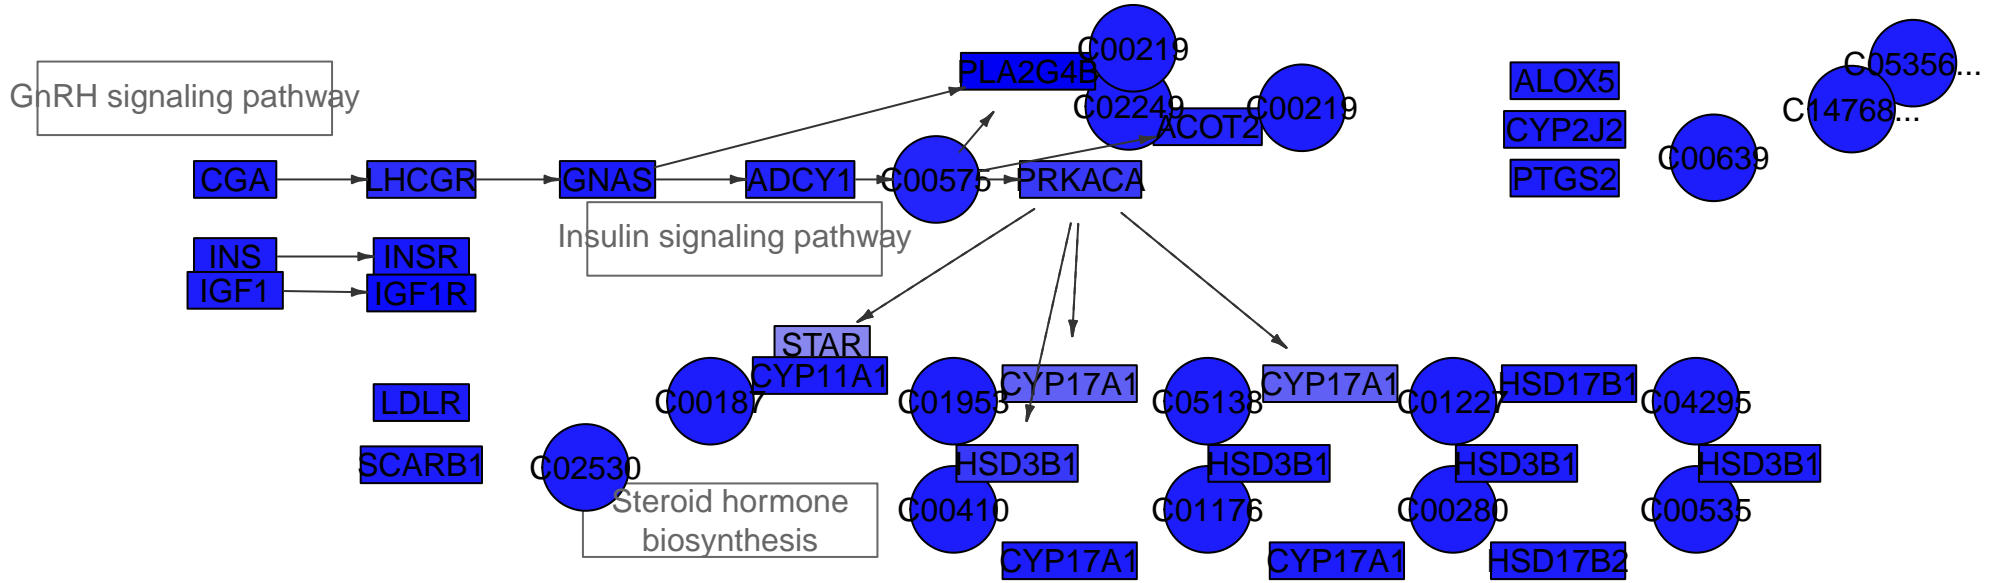 C00219
C05356...
PLA2G4B
ALOX5
GnRH signaling pathway
C02249
C00219
C14768...
ACOT2
CYP2J2
C00639
CGA
LHCGR
GNAS
ADCY1
C00575
PRKACA
PTGS2
Insulin signaling pathway
INS
INSR
IGF1
IGF1R
STAR
CYP11A1
CYP17A1
CYP17A1
HSD17B1
LDLR
C00187
C01953
C05138
C01227
C04295
SCARB1
C02530
HSD3B1
HSD3B1
HSD3B1
HSD3B1
Steroid hormone
biosynthesis
C00410
C01176
C00280
C00535
CYP17A1
CYP17A1
HSD17B2